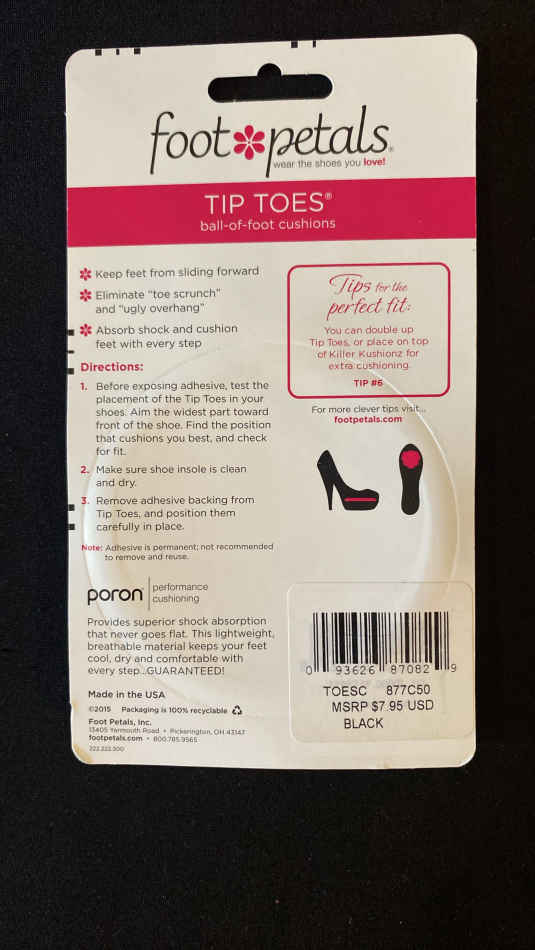 foot petals®
wear the shoes you love!
TIP TOES®
ball-of-foot cushions
Keep feet from sliding forward
Eliminate “toe scrunch”
and “ugly overhang”
Absorb shock and cushion
feet with every step
Directions:
1. Before exposing adhesive, test the
placement of the Tip Toes in your
shoes. Aim the widest part toward
front of the shoe. Find the position
that cushions you best, and check
for fit.
2. Make sure shoe insole is clean
and dry.
3. Remove adhesive backing from
Tip Toes, and position them
carefully in place.
Note: Adhesive is permanent; not recommended
to remove and reuse.
Tips for the
perfect fit:
You can double up
Tip Toes, or place on top
of Killer Kushionz for
extra cushioning.
TIP #6
For more clever tips visit...
footpetals.com
poron® performance
cushioning
Provides superior shock absorption
that never goes flat. This lightweight,
breathable material keeps your feet
cool, dry and comfortable with
every step...GUARANTEED!
Made in the USA
©2015 Packaging is 100% recyclable
Foot Petals, Inc.
13405 Yarmouth Road • Pickerington, OH 43147
footpetals.com • 800.785.9565
222.222.500
0 93626 87082 9
TOESC 877C50
MSRP $7.95 USD
BLACK